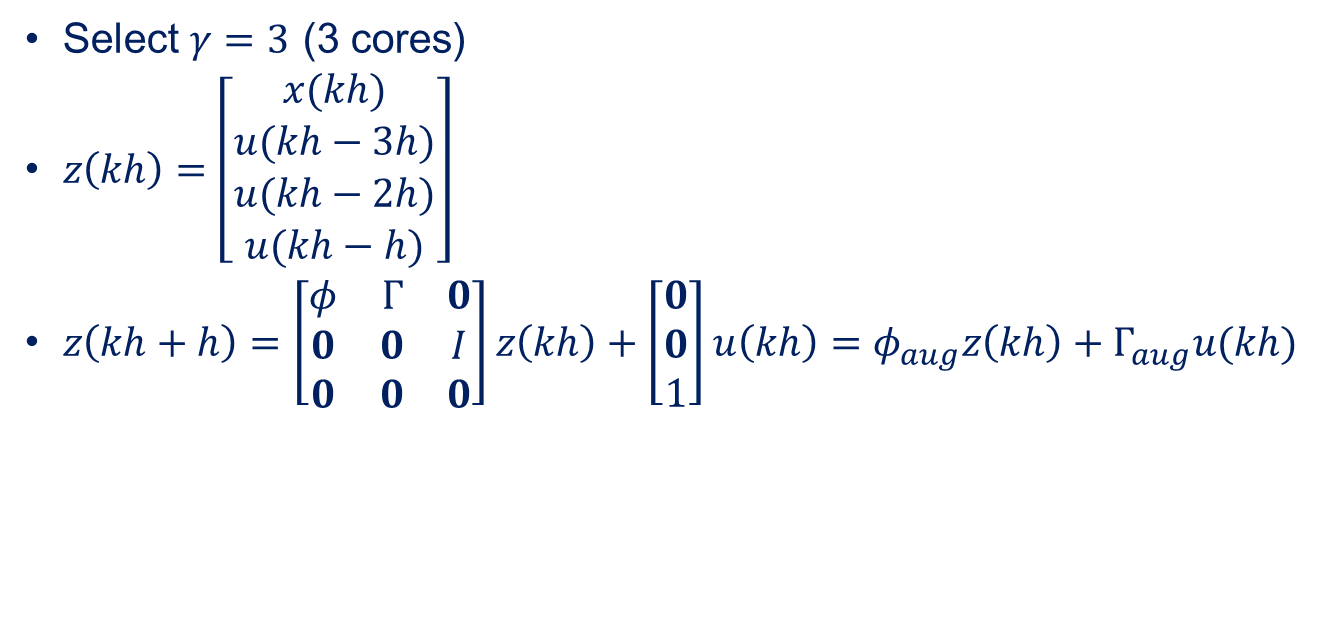 • Select γ = 3 (3 cores)
• z(kh) = [x(kh); u(kh − 3h); u(kh − 2h); u(kh − h)]
• z(kh + h) = [ϕ Γ 𝟎; 𝟎 𝟎 I; 𝟎 𝟎 𝟎] z(kh) + [𝟎; 𝟎; 1] u(kh) = ϕ_aug z(kh) + Γ_aug u(kh)